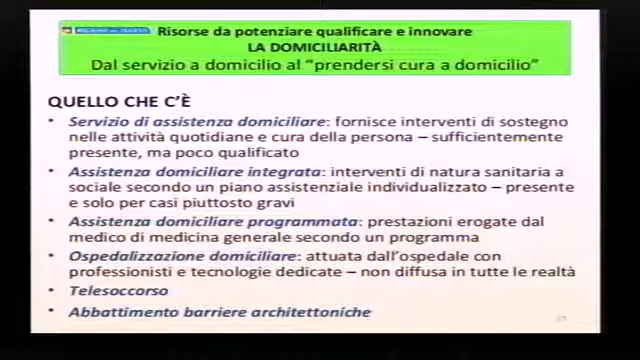 REGIONE DEL VENETO
Risorse da potenziare qualificare e innovare
LA DOMICILIARITÀ
Dal servizio a domicilio al "prendersi cura a domicilio"
QUELLO CHE C'È
• Servizio di assistenza domiciliare: fornisce interventi di sostegno
nelle attività quotidiane e cura della persona – sufficientemente
presente, ma poco qualificato
• Assistenza domiciliare integrata: interventi di natura sanitaria a
sociale secondo un piano assistenziale individualizzato – presente
e solo per casi piuttosto gravi
• Assistenza domiciliare programmata: prestazioni erogate dal
medico di medicina generale secondo un programma
• Ospedalizzazione domiciliare: attuata dall'ospedale con
professionisti e tecnologie dedicate – non diffusa in tutte le realtà
• Telesoccorso
• Abbattimento barriere architettoniche